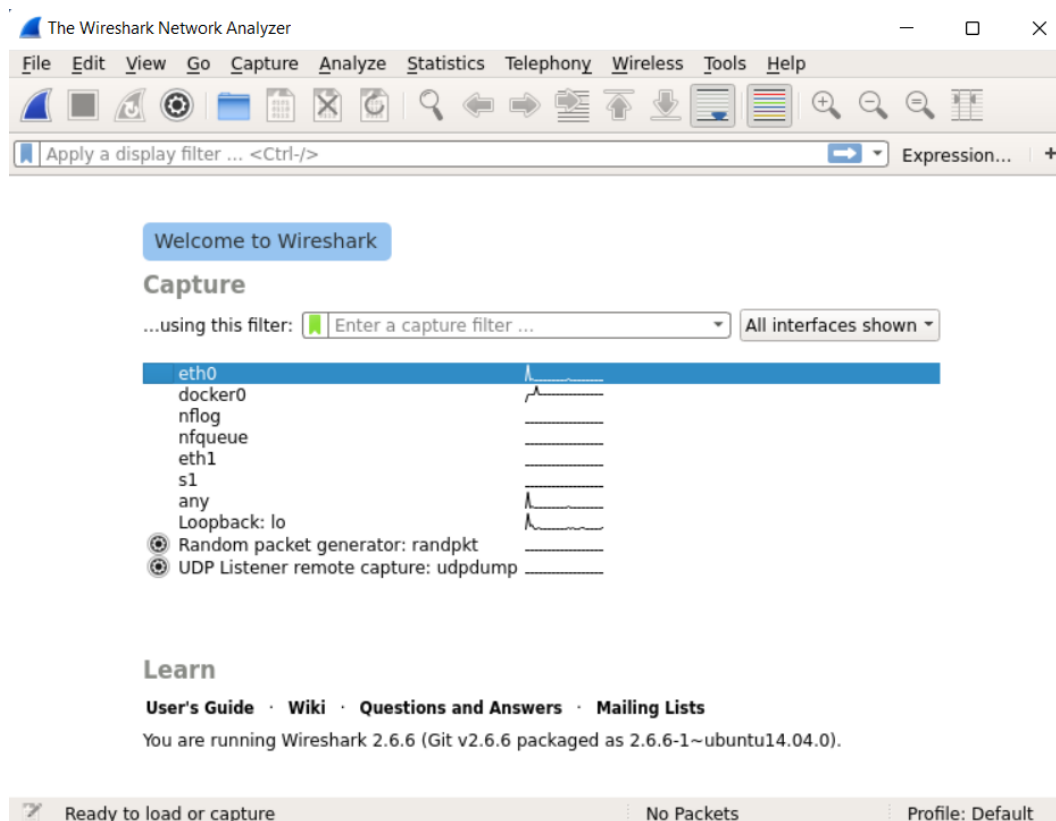 The Wireshark Network Analyzer
File Edit View Go Capture Analyze Statistics Telephony Wireless Tools Help
Apply a display filter ... <Ctrl-/> Expression... +
Welcome to Wireshark
Capture
...using this filter: Enter a capture filter ... All interfaces shown
eth0
docker0
nflog
nfqueue
eth1
s1
any
Loopback: lo
Random packet generator: randpkt
UDP Listener remote capture: udpdump
Learn
User's Guide · Wiki · Questions and Answers · Mailing Lists
You are running Wireshark 2.6.6 (Git v2.6.6 packaged as 2.6.6-1~ubuntu14.04.0).
Ready to load or capture No Packets Profile: Default